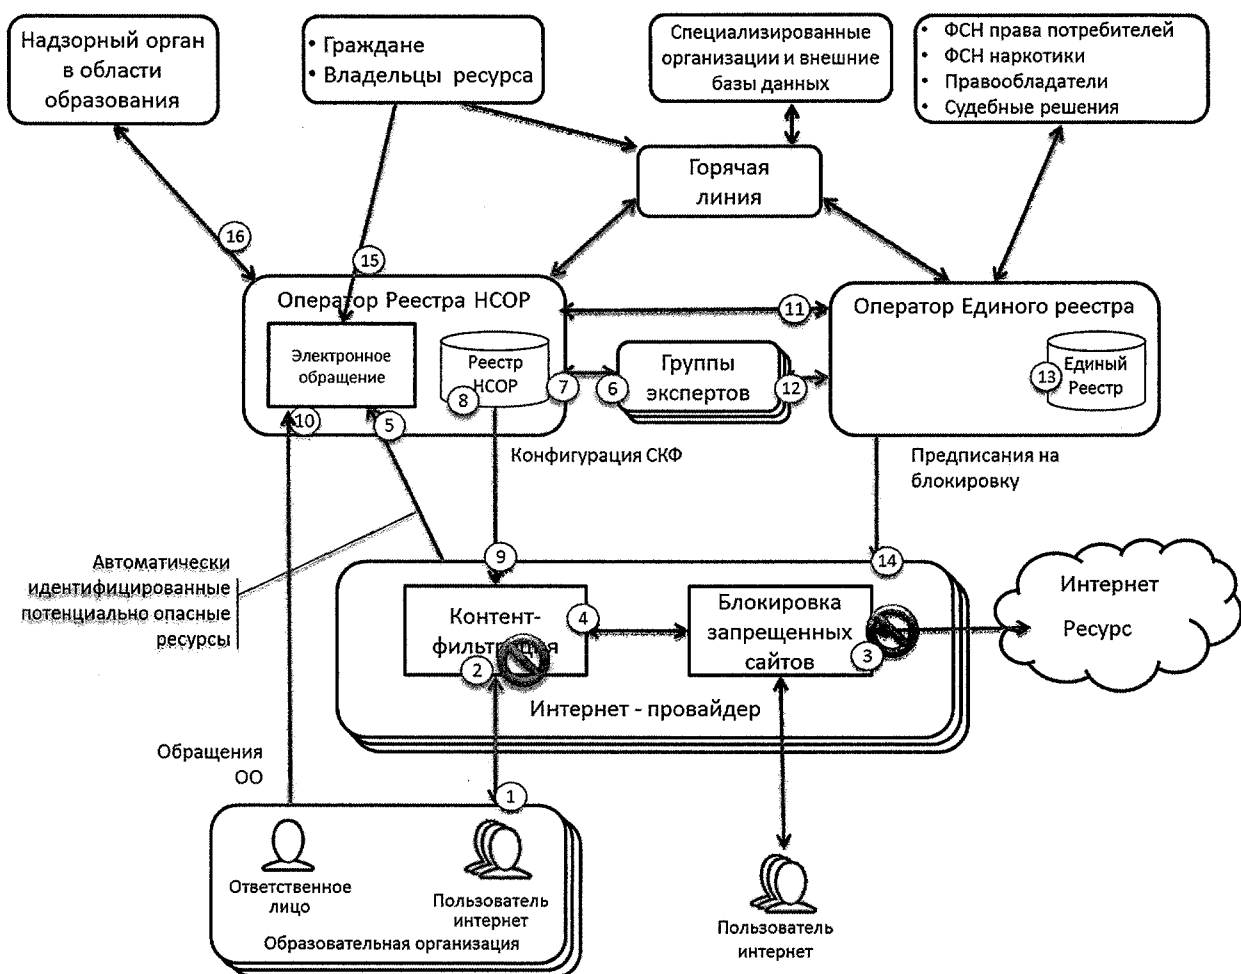 Надзорный орган
в области
образования
• Граждане
• Владельцы ресурса
Специализированные
организации и внешние
базы данных
• ФСН права потребителей
• ФСН наркотики
• Правообладатели
• Судебные решения
Горячая
линия
16
15
Оператор Реестра НСОР
11
Оператор Единого реестра
Электронное
обращение
Реестр
НСОР
8
7
6
Группы
экспертов
12
13
Единый
Реестр
10
5
Конфигурация СКФ
Предписания на
блокировку
Автоматически
идентифицированные
потенциально опасные
ресурсы
9
14
Контент-
фильтрация
4
2
Блокировка
запрещенных
сайтов
3
Интернет
Ресурс
Интернет - провайдер
Обращения
ОО
1
Ответственное
лицо
Пользователь
интернет
Образовательная организация
Пользователь
интернет